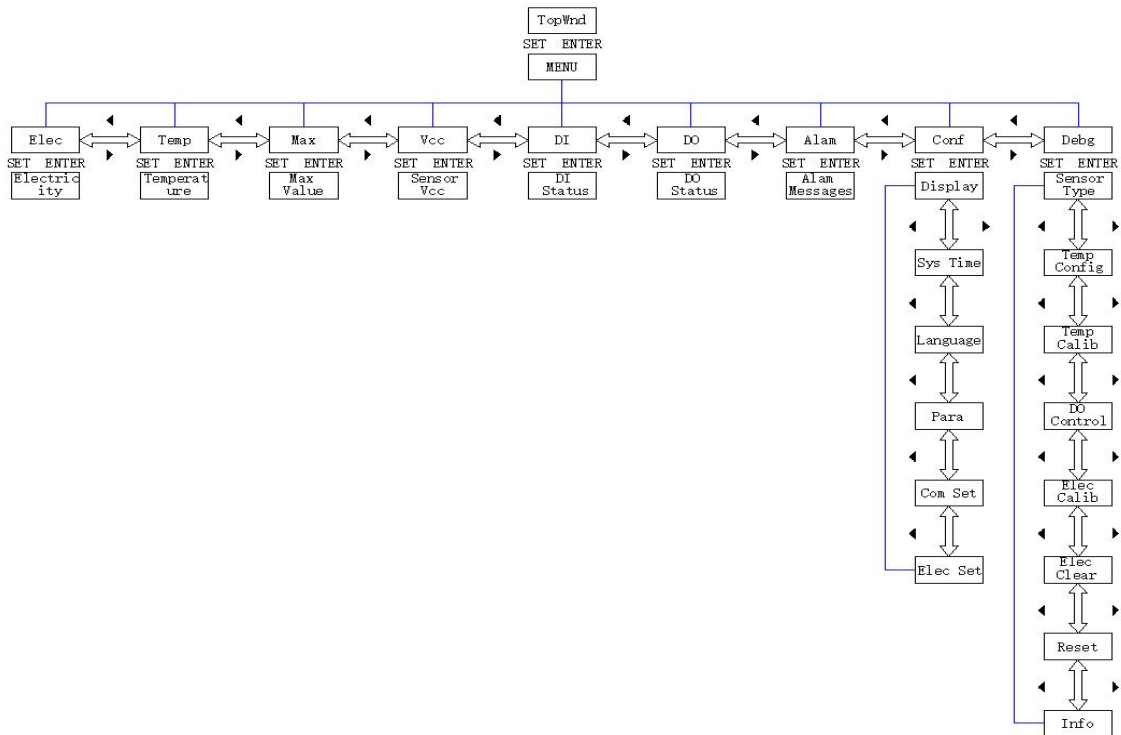 TopWnd
SET ENTER
MENU
Elec Temp Max Vcc DI DO Alam Conf Debg
SET ENTER SET ENTER SET ENTER SET ENTER SET ENTER SET ENTER SET ENTER SET ENTER SET ENTER
Electric
ity
Temperat
ure
Max
Value
Sensor
Vcc
DI
Status
DO
Status
Alam
Messages
Display
Sys Time
Language
Para
Com Set
Elec Set
Sensor
Type
Temp
Config
Temp
Calib
DO
Control
Elec
Calib
Elec
Clear
Reset
Info